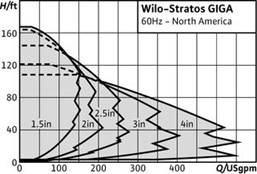 H/ft
Wilo-Stratos GIGA
60Hz – North America
160
120
80
40
0
1.5in
2in
2.5in
3in
4in
0 100 200 300 400 500
Q/USgpm